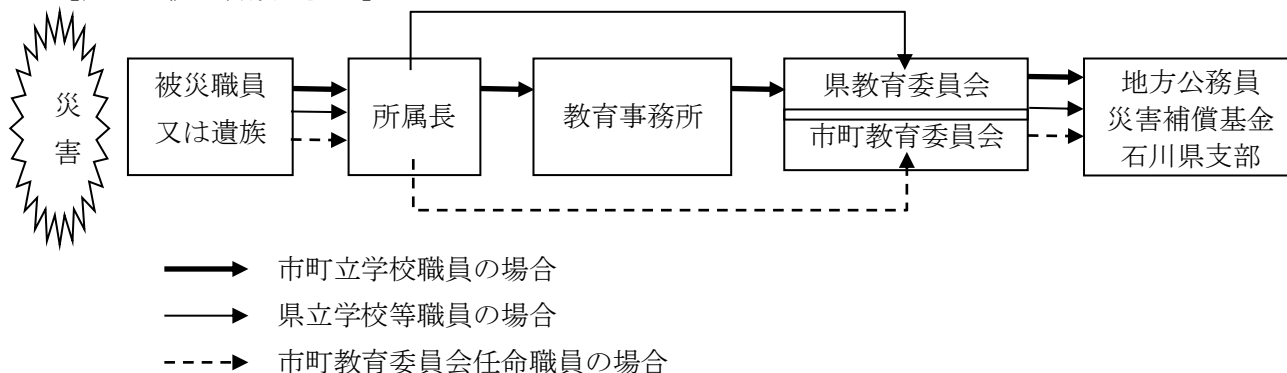 災
害
被災職員
又は遺族
所属長
教育事務所
県教育委員会
市町教育委員会
地方公務員
災害補償基金
石川県支部
市町立学校職員の場合
県立学校等職員の場合
市町教育委員会任命職員の場合